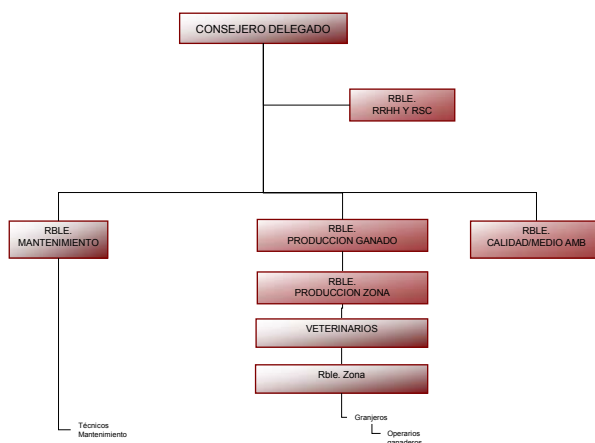 CONSEJERO DELEGADO
RBLE.
RRHH Y RSC
RBLE.
MANTENIMIENTO
RBLE.
PRODUCCION GANADO
RBLE.
CALIDAD/MEDIO AMB
RBLE.
PRODUCCION ZONA
VETERINARIOS
Rble. Zona
Granjeros
Técnicos
Mantenimiento
Operarios
ganaderos